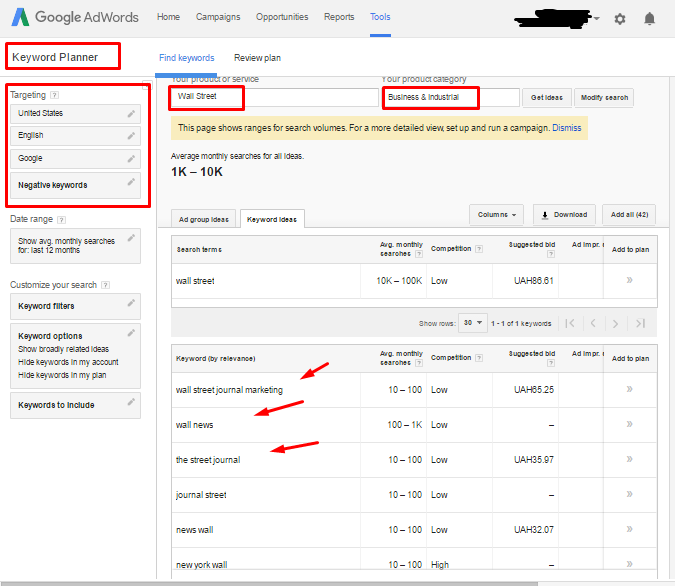 Google AdWords Home Campaigns Opportunities Reports Tools
Keyword Planner Find keywords Review plan
Your product or service Your product category
Wall Street Business & Industrial Get Ideas Modify search
Targeting ?
United States
English
Google
Negative keywords
Date range ?
Show avg. monthly searches
for: last 12 months
Customize your search ?
Keyword filters
Keyword options
Show broadly related ideas
Hide keywords in my account
Hide keywords in my plan
Keywords to include
This page shows ranges for search volumes. For a more detailed view, set up and run a campaign. Dismiss
Average monthly searches for all ideas.
1K – 10K
Ad group ideas Keyword ideas Columns Download Add all (42)
Search terms Avg. monthly searches ? Competition ? Suggested bid ? Ad impr. Add to plan
wall street 10K – 100K Low UAH86.61 »
Show rows: 30 1 - 1 of 1 keywords
Keyword (by relevance) Avg. monthly searches ? Competition ? Suggested bid ? Ad impr. Add to plan
wall street journal marketing 10 – 100 Low UAH65.25 »
wall news 100 – 1K Low – »
the street journal 10 – 100 Low UAH35.97 »
journal street 10 – 100 Low – »
news wall 10 – 100 Low UAH32.07 »
new york wall 10 – 100 High – »